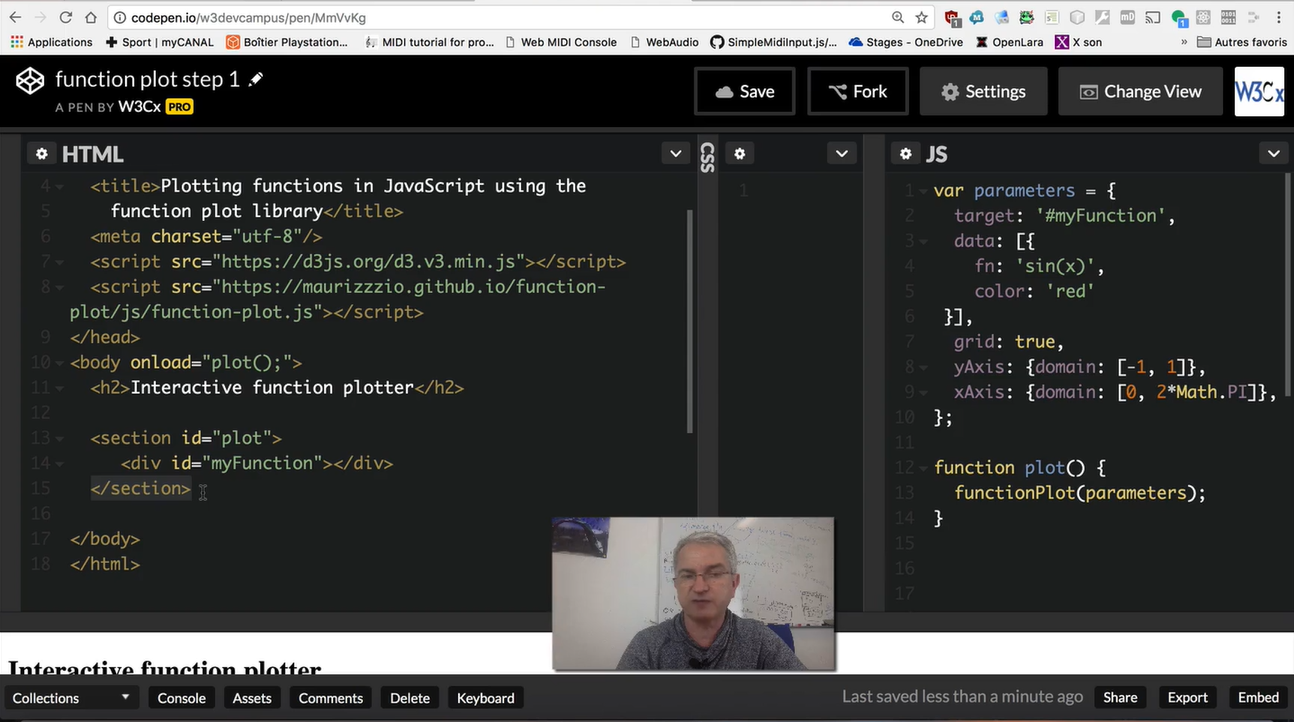 codepen.io/w3devcampus/pen/MmVvKg
Applications
Sport | myCANAL
Boîtier Playstation...
MIDI tutorial for pro...
Web MIDI Console
WebAudio
SimpleMidiInput.js/...
Stages - OneDrive
OpenLara
X son
»
Autres favoris
function plot step 1
A PEN BY W3Cx PRO
Save
Fork
Settings
Change View
W3Cx
HTML
4 <title>Plotting functions in JavaScript using the
5 function plot library</title>
6 <meta charset="utf-8"/>
7 <script src="https://d3js.org/d3.v3.min.js"></script>
8 <script src="https://maurizzzio.github.io/function-
plot/js/function-plot.js"></script>
9 </head>
10 <body onload="plot();">
11 <h2>Interactive function plotter</h2>
12
13 <section id="plot">
14 <div id="myFunction"></div>
15 </section>
16
17 </body>
18 </html>
CSS
1
JS
1 var parameters = {
2 target: '#myFunction',
3 data: [{
4 fn: 'sin(x)',
5 color: 'red'
6 }],
7 grid: true,
8 yAxis: {domain: [-1, 1]},
9 xAxis: {domain: [0, 2*Math.PI]},
10 };
11
12 function plot() {
13 functionPlot(parameters);
14 }
15
16
17
Interactive function plotter
Collections
Console
Assets
Comments
Delete
Keyboard
Last saved less than a minute ago
Share
Export
Embed